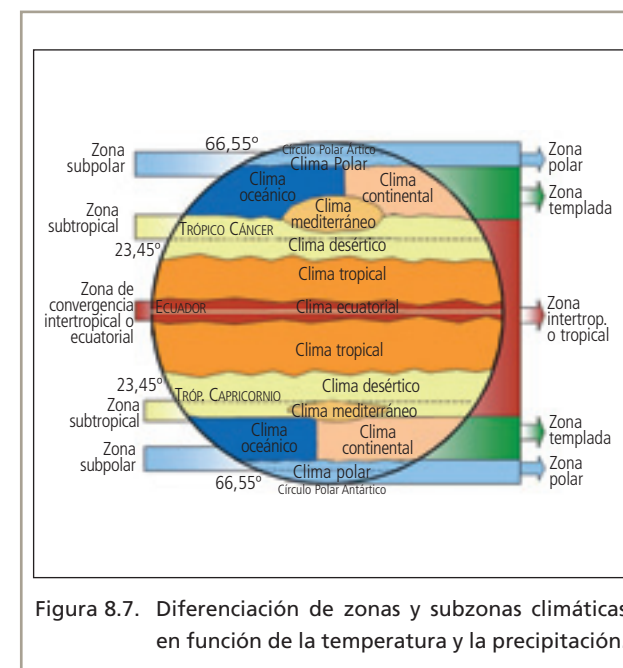 66,55º
Círculo Polar Ártico
Zona
subpolar
Clima Polar
Zona
polar
Clima
oceánico
Clima
continental
Clima
mediterráneo
Zona
templada
Zona
subtropical
TRÓPICO CÁNCER
23,45º
Clima desértico
Clima tropical
Zona de
convergencia
intertropical o
ecuatorial
ECUADOR
Clima ecuatorial
Zona
intertrop.
o tropical
Clima tropical
23,45º
Clima desértico
TRÓP. CAPRICORNIO
Zona
subtropical
Clima mediterráneo
Clima
oceánico
Clima
continental
Zona
templada
Zona
subpolar
Clima polar
Zona
polar
66,55º
Círculo Polar Antártico
Figura 8.7. Diferenciación de zonas y subzonas climáticas
en función de la temperatura y la precipitación.